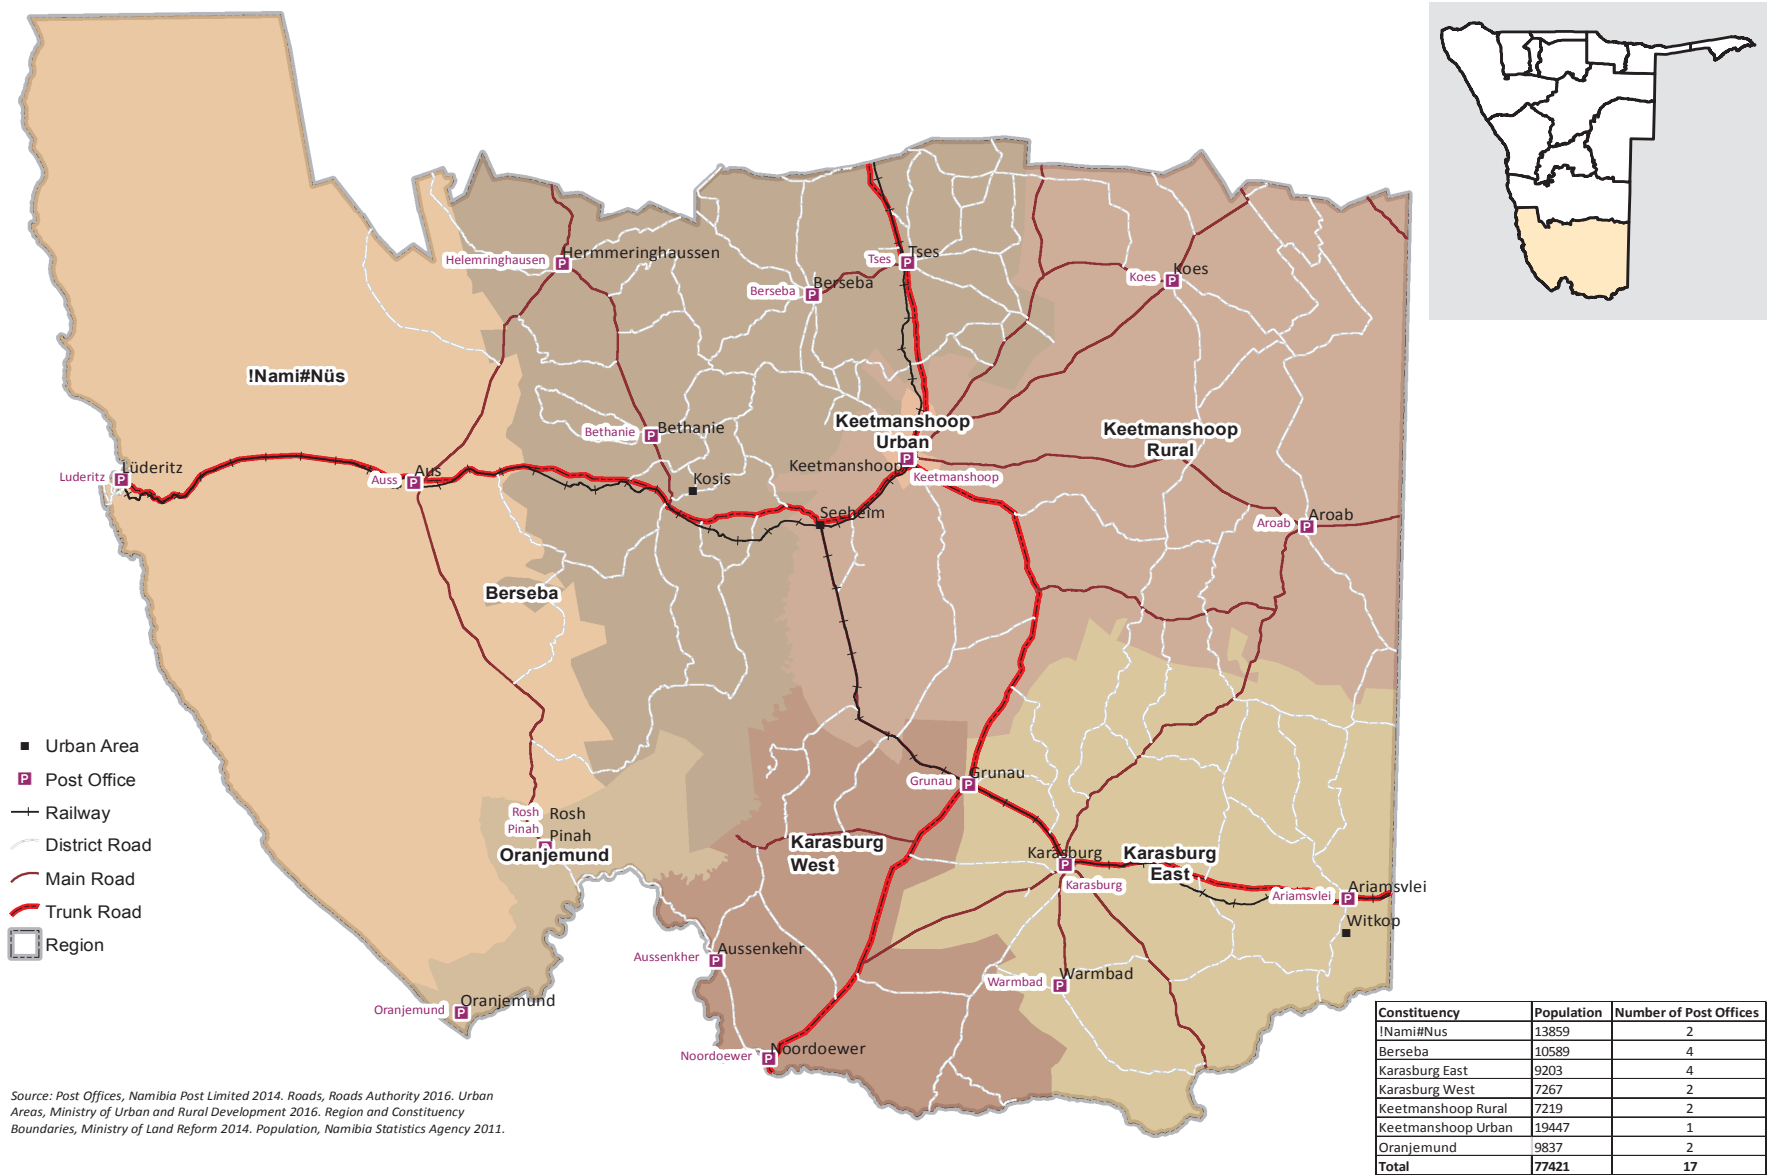 Helemringhausen
Hermmeringhaussen
Tses
Tses
Berseba
Berseba
Koes
Koes
!Nami#Nüs
Keetmanshoop
Urban
Keetmanshoop
Rural
Bethanie
Bethanie
Keetmanshoop
Keetmanshoop
Luderitz
Lüderitz
Auss
Aus
Kosis
Seeheim
Aroab
Aroab
Berseba
Urban Area
Post Office
Railway
District Road
Main Road
Trunk Road
Region
Grunau
Grunau
Rosh
Pinah
Rosh
Pinah
Oranjemund
Karasburg
West
Karasburg
Karasburg
Karasburg
East
Ariamsvlei
Ariamsvlei
Witkop
Aussenkher
Aussenkehr
Warmbad
Warmbad
Oranjemund
Oranjemund
Noordoewer
Noordoewer
Source: Post Offices, Namibia Post Limited 2014. Roads, Roads Authority 2016. Urban
Areas, Ministry of Urban and Rural Development 2016. Region and Constituency
Boundaries, Ministry of Land Reform 2014. Population, Namibia Statistics Agency 2011.
Constituency Population Number of Post Offices
!Nami#Nus 13859 2
Berseba 10589 4
Karasburg East 9203 4
Karasburg West 7267 2
Keetmanshoop Rural 7219 2
Keetmanshoop Urban 19447 1
Oranjemund 9837 2
Total 77421 17